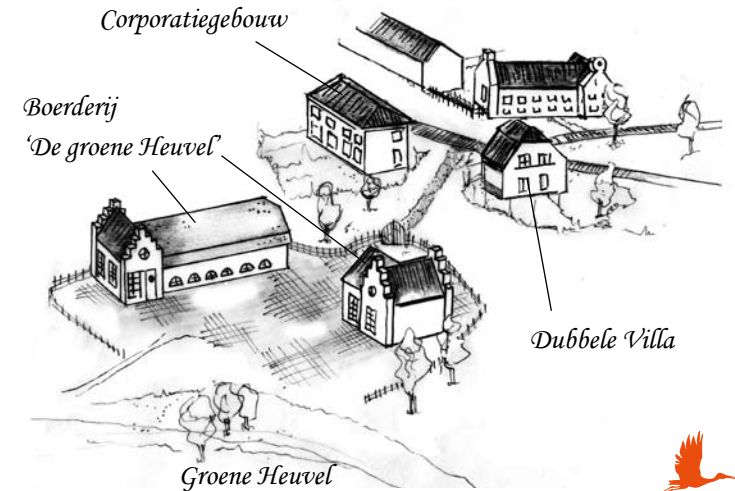 Corporatiegebouw
Boerderij
‘De groene Heuvel’
Dubbele Villa
Groene Heuvel